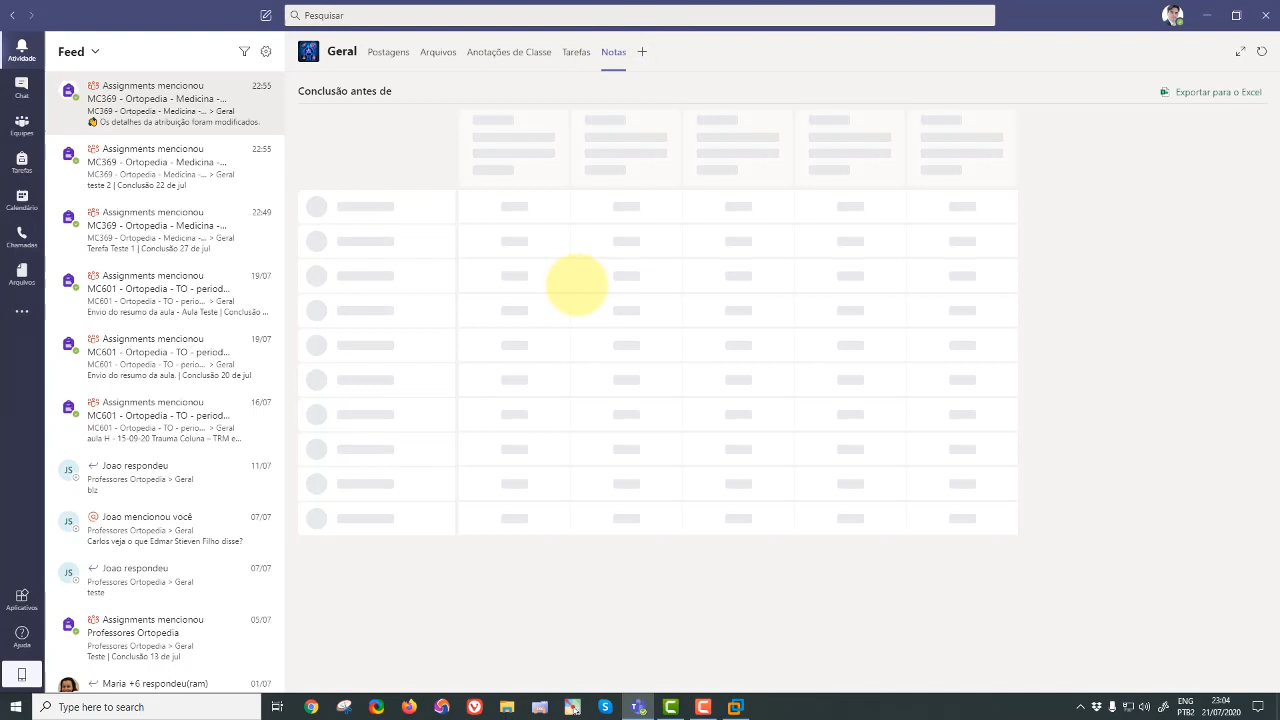 Pesquisar
Atividade
Chat
Equipes
Tarefas
Calendário
Chamadas
Arquivos
Aplicativos
Ajuda
Feed
Assignments mencionou 22:55
MC369 - Ortopedia - Medicina -...
MC369 - Ortopedia - Medicina -... > Geral
Os detalhes da atribuição foram modificados.
Assignments mencionou 22:55
MC369 - Ortopedia - Medicina -...
MC369 - Ortopedia - Medicina -... > Geral
teste 2 | Conclusão 22 de jul
Assignments mencionou 22:49
MC369 - Ortopedia - Medicina -...
MC369 - Ortopedia - Medicina -... > Geral
Terefa Teste 1 | Conclusão 27 de jul
Assignments mencionou 19/07
MC601 - Ortopedia - TO - period...
MC601 - Ortopedia - TO - perio... > Geral
Envio do resumo da aula - Aula Teste | Conclusão ...
Assignments mencionou 19/07
MC601 - Ortopedia - TO - period...
MC601 - Ortopedia - TO - perio... > Geral
Envio do resumo da aula. | Conclusão 20 de jul
Assignments mencionou 16/07
MC601 - Ortopedia - TO - period...
MC601 - Ortopedia - TO - perio... > Geral
aula H - 15-09-20 Trauma Coluna – TRM e...
JS Joao respondeu 11/07
Professores Ortopedia > Geral
blz
JS Joao mencionou você 07/07
Professores Ortopedia > Geral
Carlos veja o que Edmar Stieven Filho disse?
JS Joao respondeu 07/07
Professores Ortopedia > Geral
teste
Assignments mencionou 05/07
Professores Ortopedia
Professores Ortopedia > Geral
Teste | Conclusão 13 de jul
Maria +6 respondeu(ram) 01/07
Geral Postagens Arquivos Anotações de Classe Tarefas Notas
Conclusão antes de
Exportar para o Excel
Type here to search
ENG
PTB2
23:04
21/07/2020